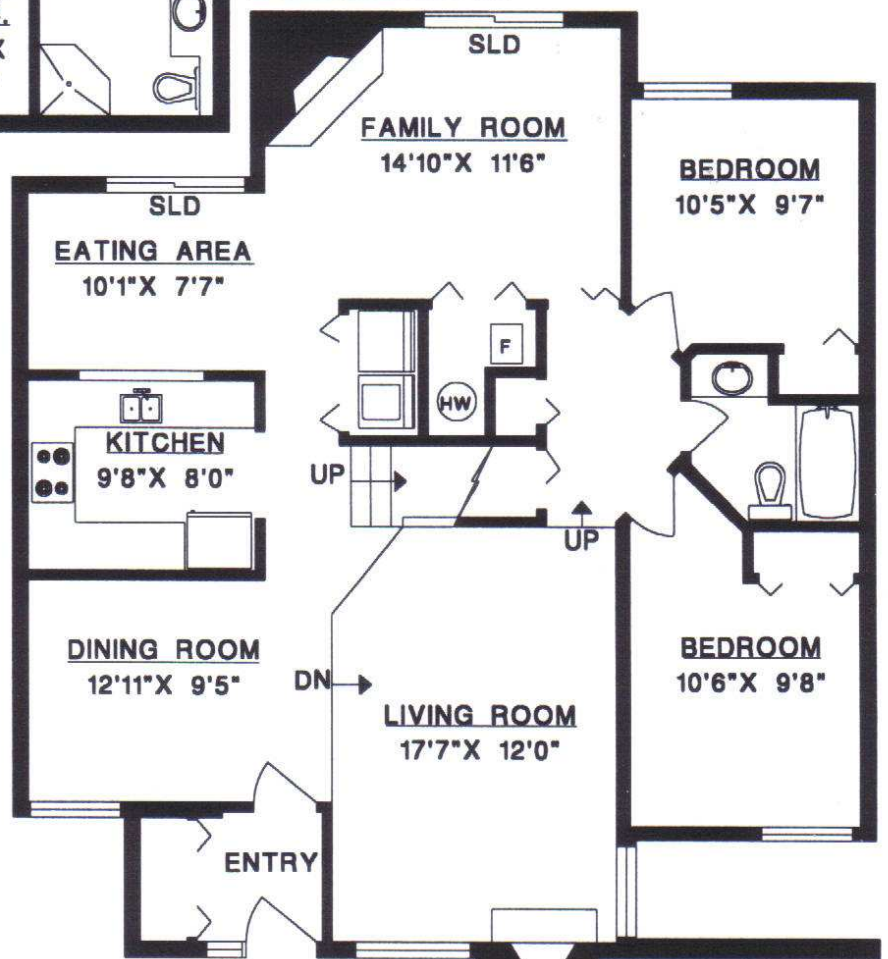 SLD
FAMILY ROOM
14'10"X 11'6"
BEDROOM
10'5"X 9'7"
SLD
EATING AREA
10'1"X 7'7"
F
HW
KITCHEN
9'8"X 8'0"
UP
UP
DINING ROOM
12'11"X 9'5"
DN
LIVING ROOM
17'7"X 12'0"
BEDROOM
10'6"X 9'8"
ENTRY